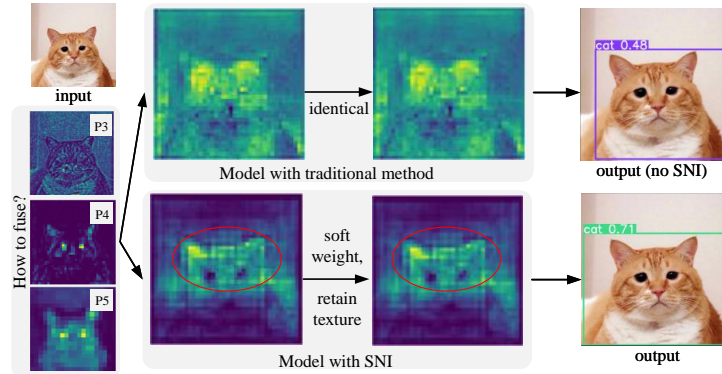 input
How to fuse?
P3
P4
P5
identical
Model with traditional method
cat 0.48
output (no SNI)
soft
weight,
retain
texture
Model with SNI
cat 0.71
output